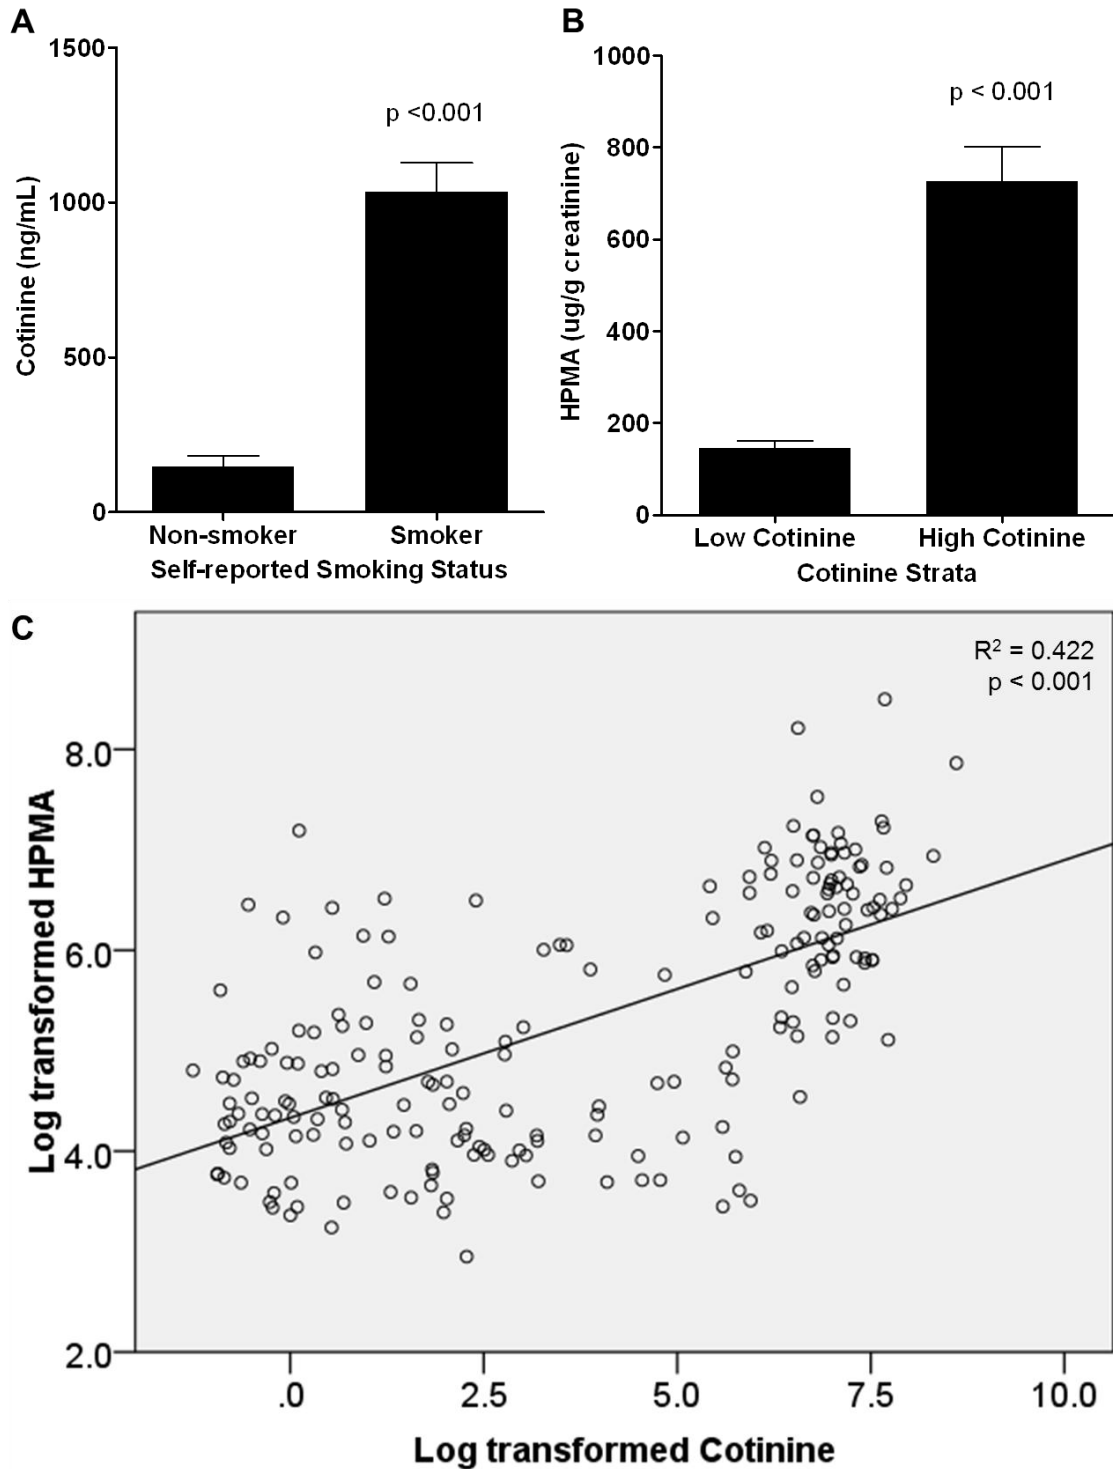 A
1500
1000
500
0
Cotinine (ng/mL)
p <0.001
Non-smoker Smoker
Self-reported Smoking Status
B
1000
800
600
400
200
0
HPMA (ug/g creatinine)
p < 0.001
Low Cotinine High Cotinine
Cotinine Strata
C
R² = 0.422
p < 0.001
8.0
6.0
4.0
2.0
Log transformed HPMA
.0 2.5 5.0 7.5 10.0
Log transformed Cotinine